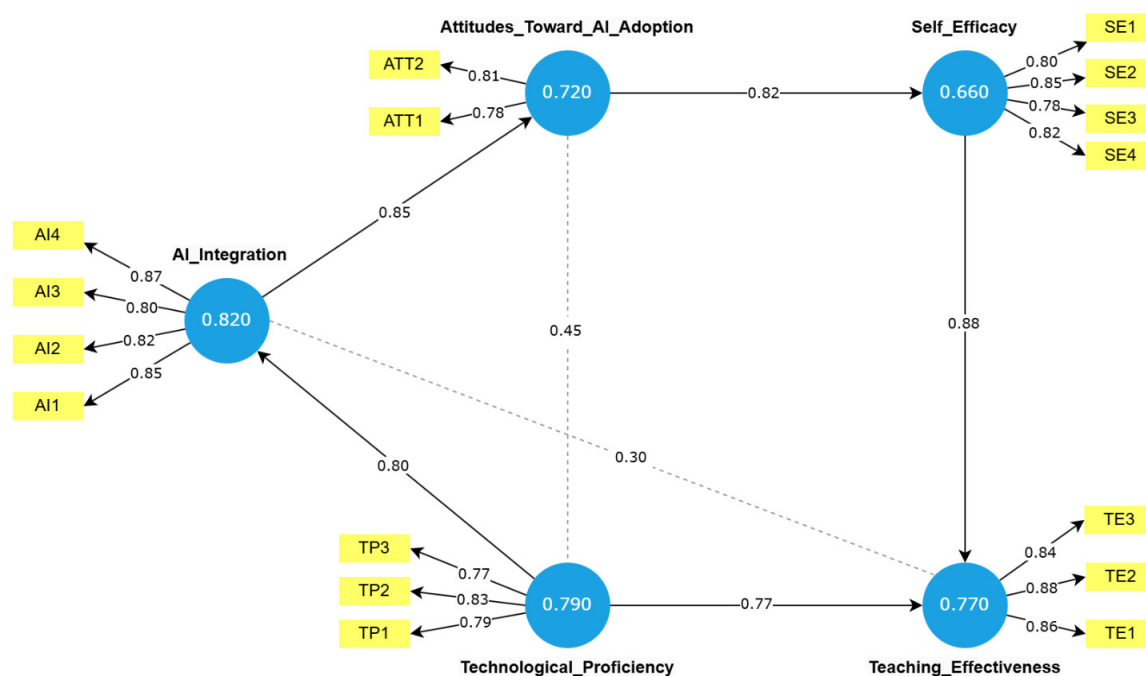 Attitudes_Toward_AI_Adoption
Self_Efficacy
ATT2
ATT1
0.81
0.78
0.720
0.82
0.660
0.80
0.85
0.78
0.82
SE1
SE2
SE3
SE4
0.85
AI_Integration
AI4
AI3
AI2
AI1
0.87
0.80
0.82
0.85
0.820
0.45
0.88
0.30
0.80
TP3
TP2
TP1
0.77
0.83
0.79
0.790
0.77
0.770
0.84
0.88
0.86
TE3
TE2
TE1
Technological_Proficiency
Teaching_Effectiveness